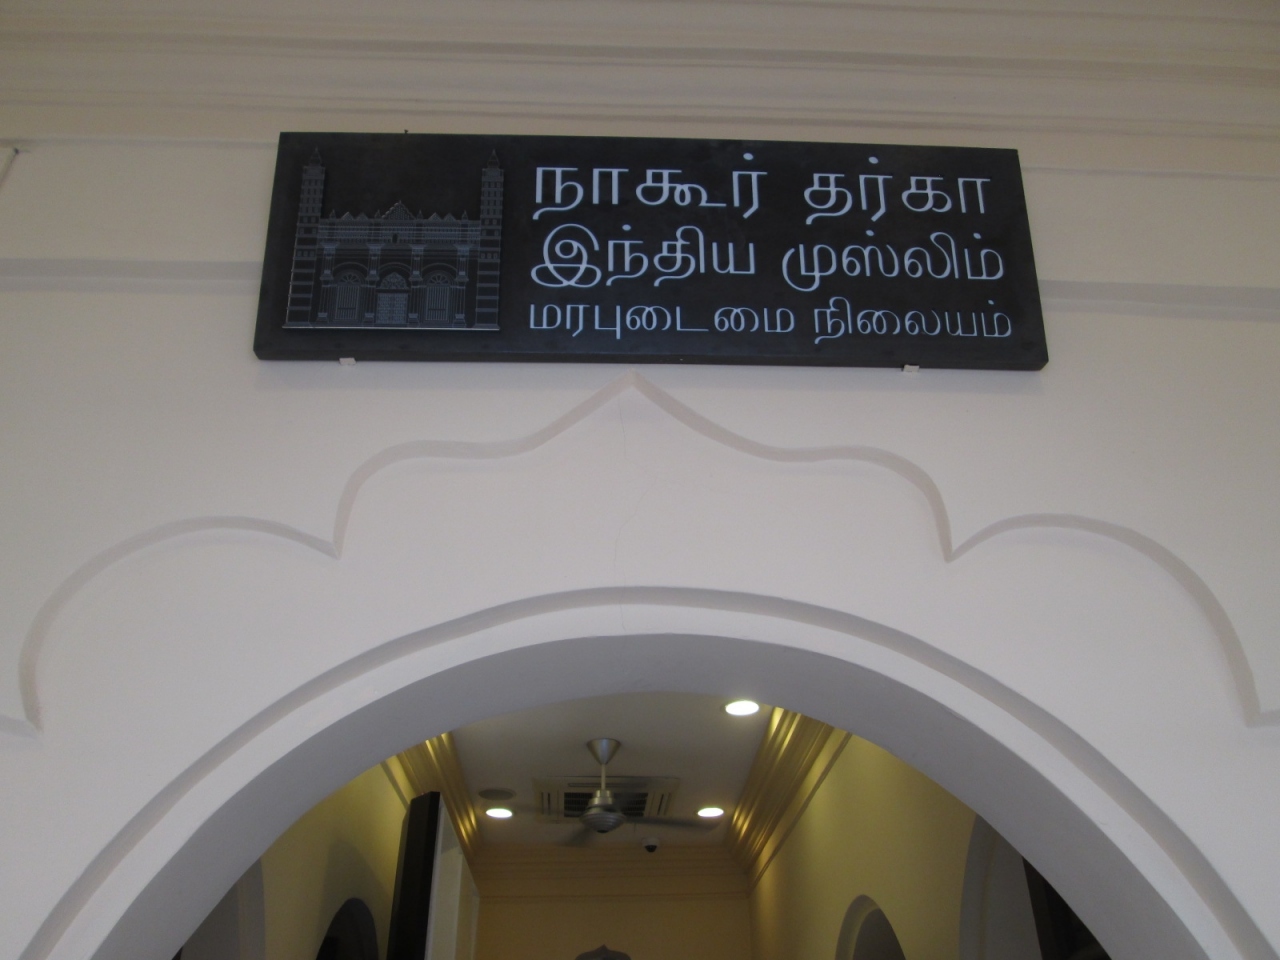 நாகூர் தர்கா
இந்திய முஸ்லிம்
மரபுடைமை நிலையம்